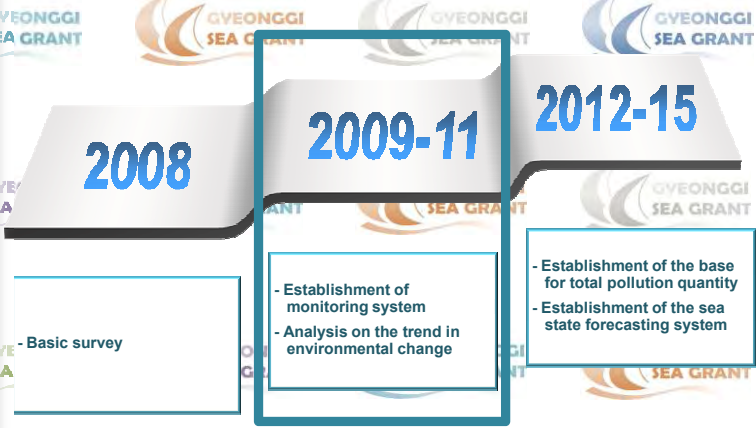 GYEONGGI
SEA GRANT
GYEONGGI
SEA GRANT
GYEONGGI
SEA GRANT
2008
2009-11
2012-15
GYEONGGI
SEA GRANT
SEA GRANT
- Basic survey
- Establishment of
monitoring system
- Analysis on the trend in
environmental change
- Establishment of the base
for total pollution quantity
- Establishment of the sea
state forecasting system
SEA GRANT